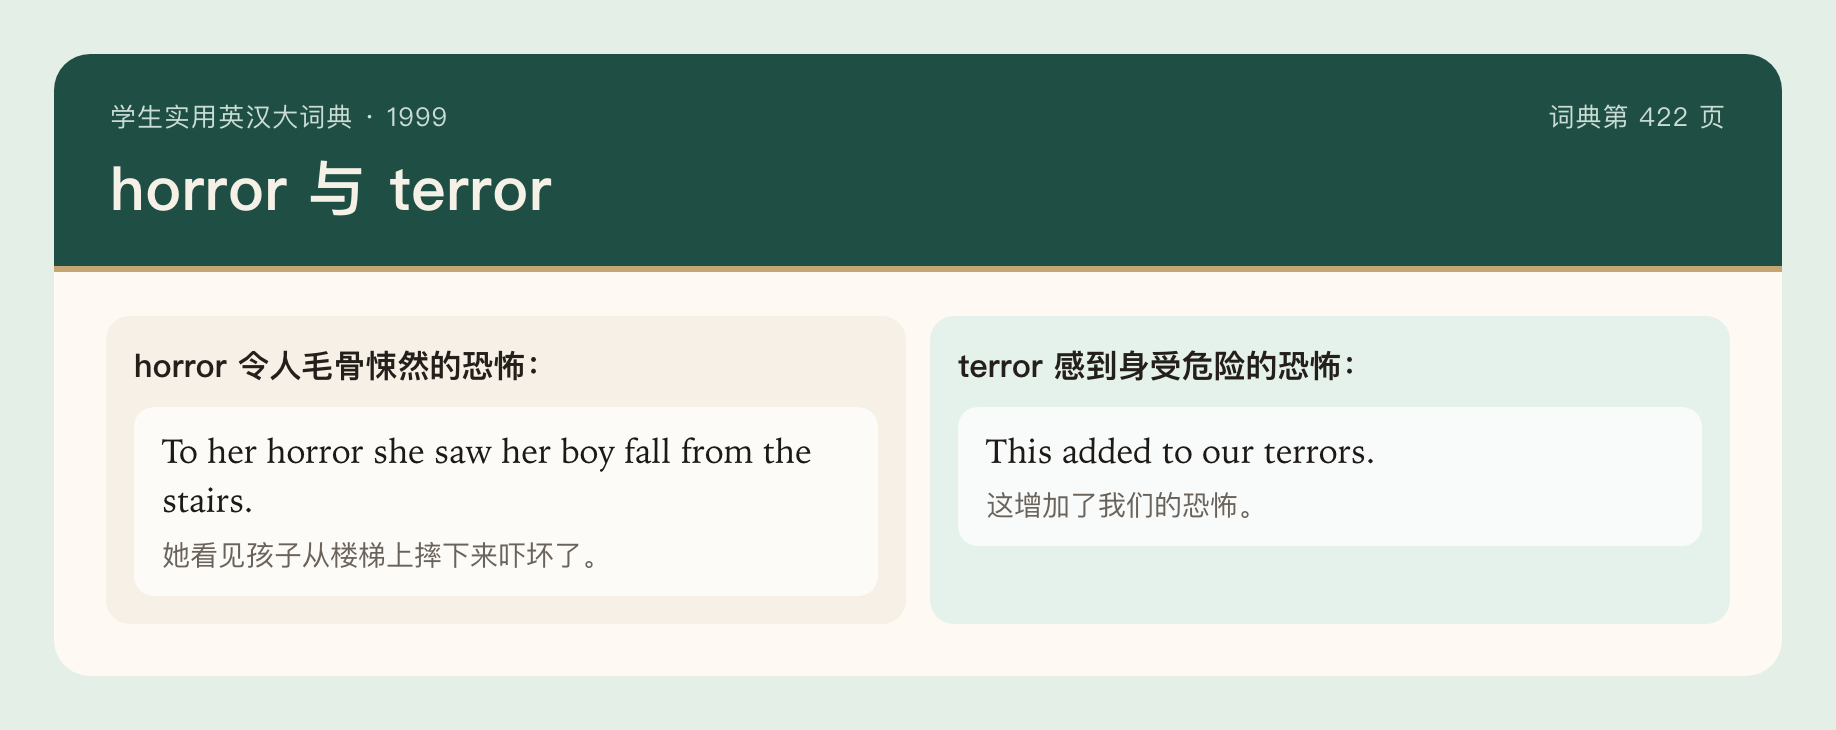 学生实用英汉大词典 · 1999
词典第 422 页
horror 与 terror
horror 令人毛骨悚然的恐怖：
To her horror she saw her boy fall from the
stairs.
她看见孩子从楼梯上摔下来吓坏了。
terror 感到身受危险的恐怖：
This added to our terrors.
这增加了我们的恐怖。